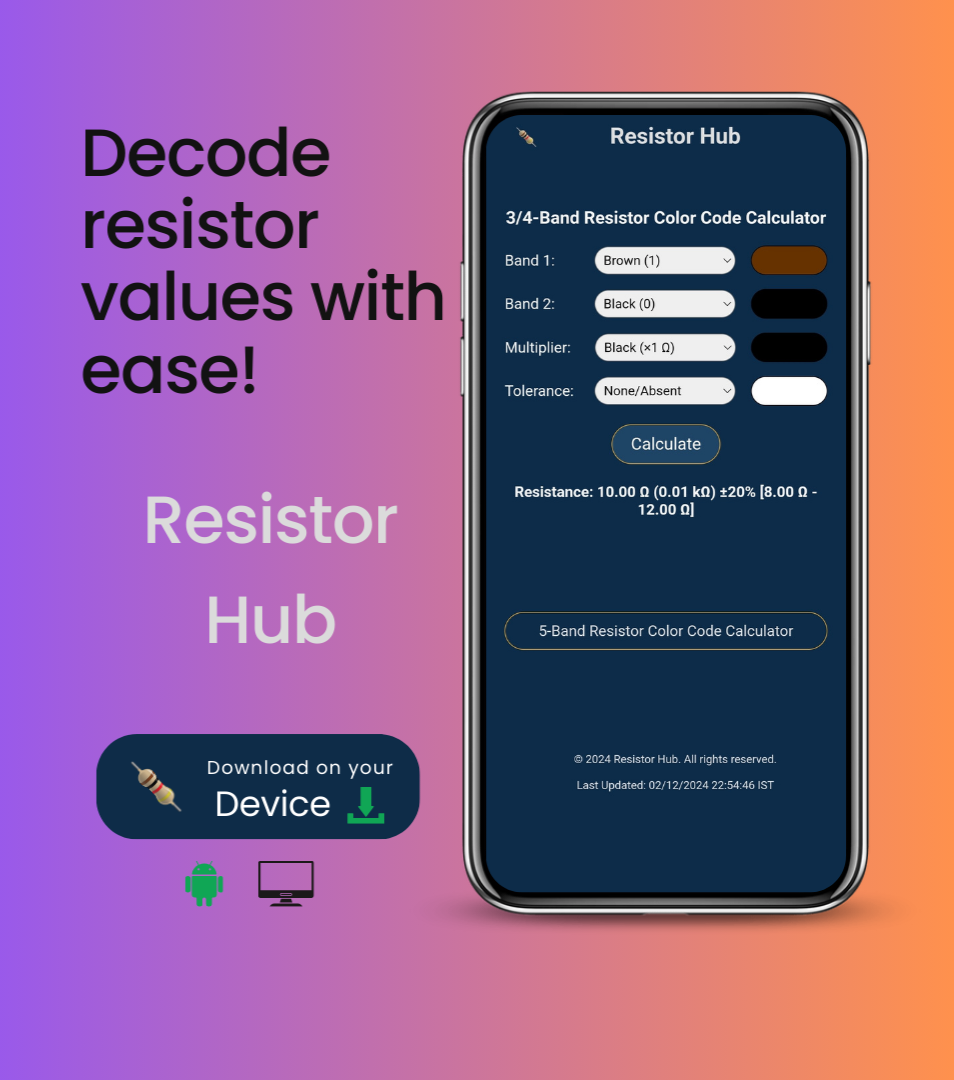 Decode
resistor
values with
ease!
Resistor
Hub
Download on your
Device
Resistor Hub
3/4-Band Resistor Color Code Calculator
Band 1: Brown (1)
Band 2: Black (0)
Multiplier: Black (×1 Ω)
Tolerance: None/Absent
Calculate
Resistance: 10.00 Ω (0.01 kΩ) ±20% [8.00 Ω -
12.00 Ω]
5-Band Resistor Color Code Calculator
© 2024 Resistor Hub. All rights reserved.
Last Updated: 02/12/2024 22:54:46 IST